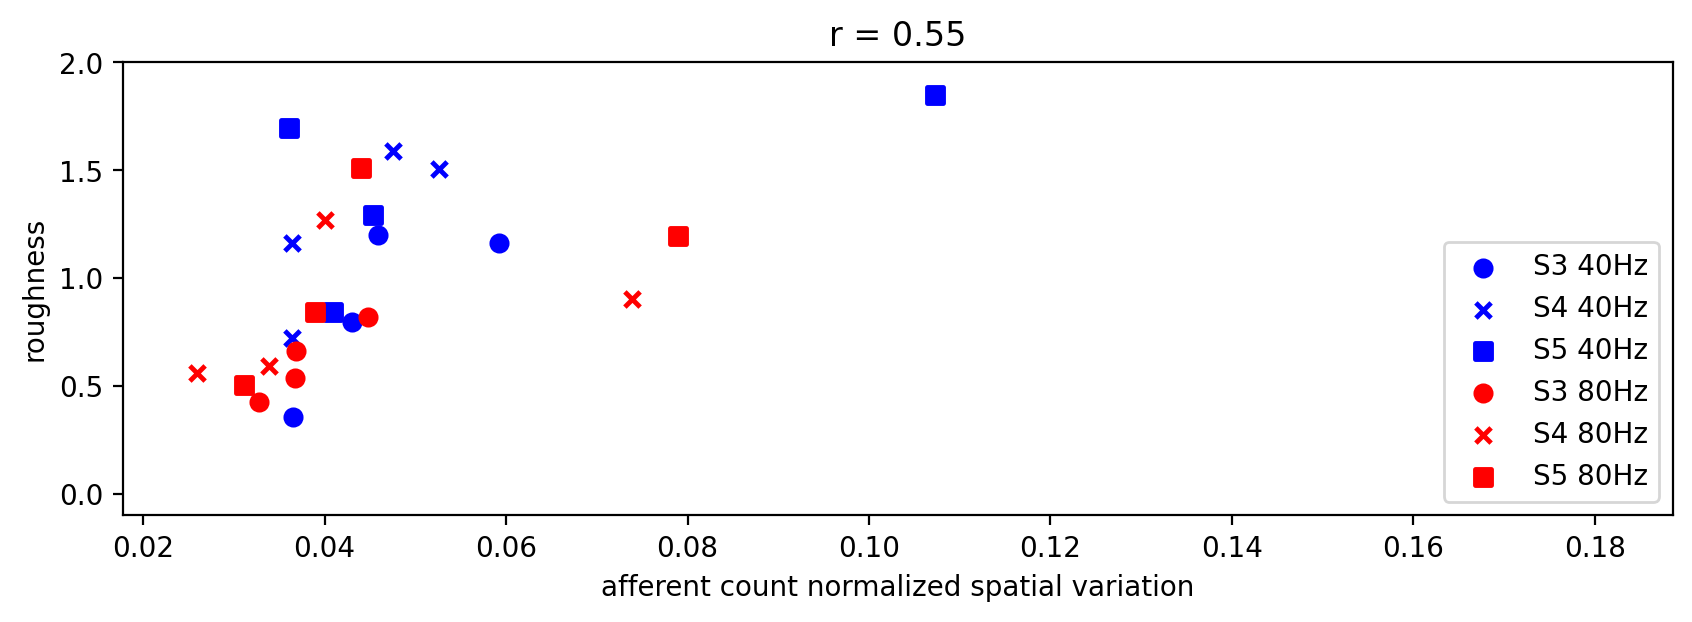 r = 0.55
2.0
1.5
1.0
0.5
0.0
roughness
S3 40Hz
S4 40Hz
S5 40Hz
S3 80Hz
S4 80Hz
S5 80Hz
0.02 0.04 0.06 0.08 0.10 0.12 0.14 0.16 0.18
afferent count normalized spatial variation